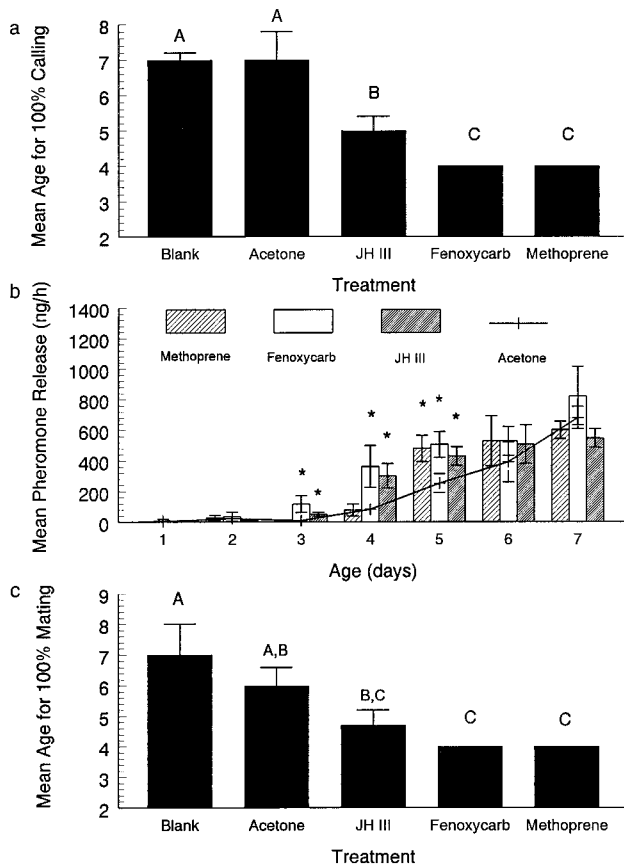 a
Mean Age for 100% Calling
8
7
6
5
4
3
2
A
A
B
C
C
Blank
Acetone
JH III
Fenoxycarb
Methoprene
Treatment
b
Mean Pheromone Release (ng/h)
1400
1200
1000
800
600
400
200
0
Methoprene
Fenoxycarb
JH III
Acetone
*
*
*
*
*
*
*
1
2
3
4
5
6
7
Age (days)
c
Mean Age for 100% Mating
9
8
7
6
5
4
3
2
A
A,B
B,C
C
C
Blank
Acetone
JH III
Fenoxycarb
Methoprene
Treatment